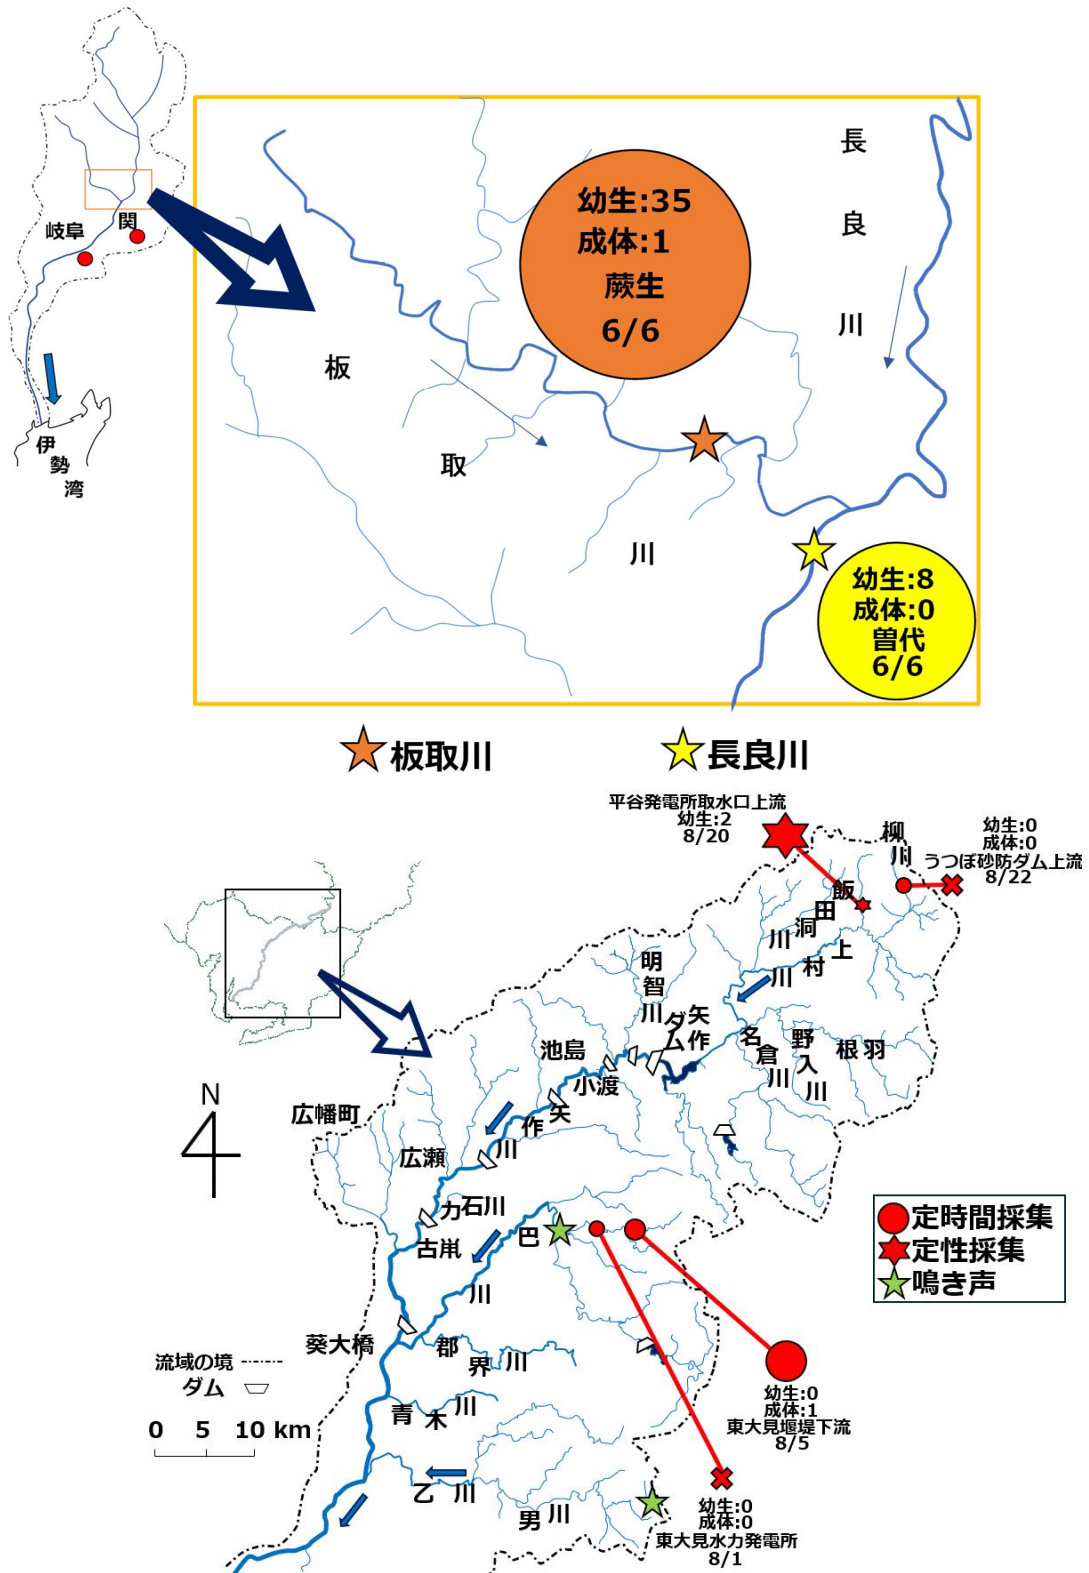 岐阜
関
伊勢湾
長良川
幼生:35
成体:1
蕨生
6/6
板取川
幼生:8
成体:0
曽代
6/6
板取川
長良川
平谷発電所取水口上流
幼生:2
8/20
柳川
幼生:0
成体:0
うつぼ砂防ダム上流
8/22
飯田洞川
上村川
明智川
矢作ダム
名倉川
野入川
根羽
池島
小渡
矢作川
N
広幡町
広瀬
力石川
古鼡
巴川
定時間採集
定性採集
鳴き声
葵大橋
郡界川
流域の境
ダム
0 5 10 km
青木川
幼生:0
成体:1
東大見堰堤下流
8/5
乙川
男川
幼生:0
成体:0
東大見水力発電所
8/1